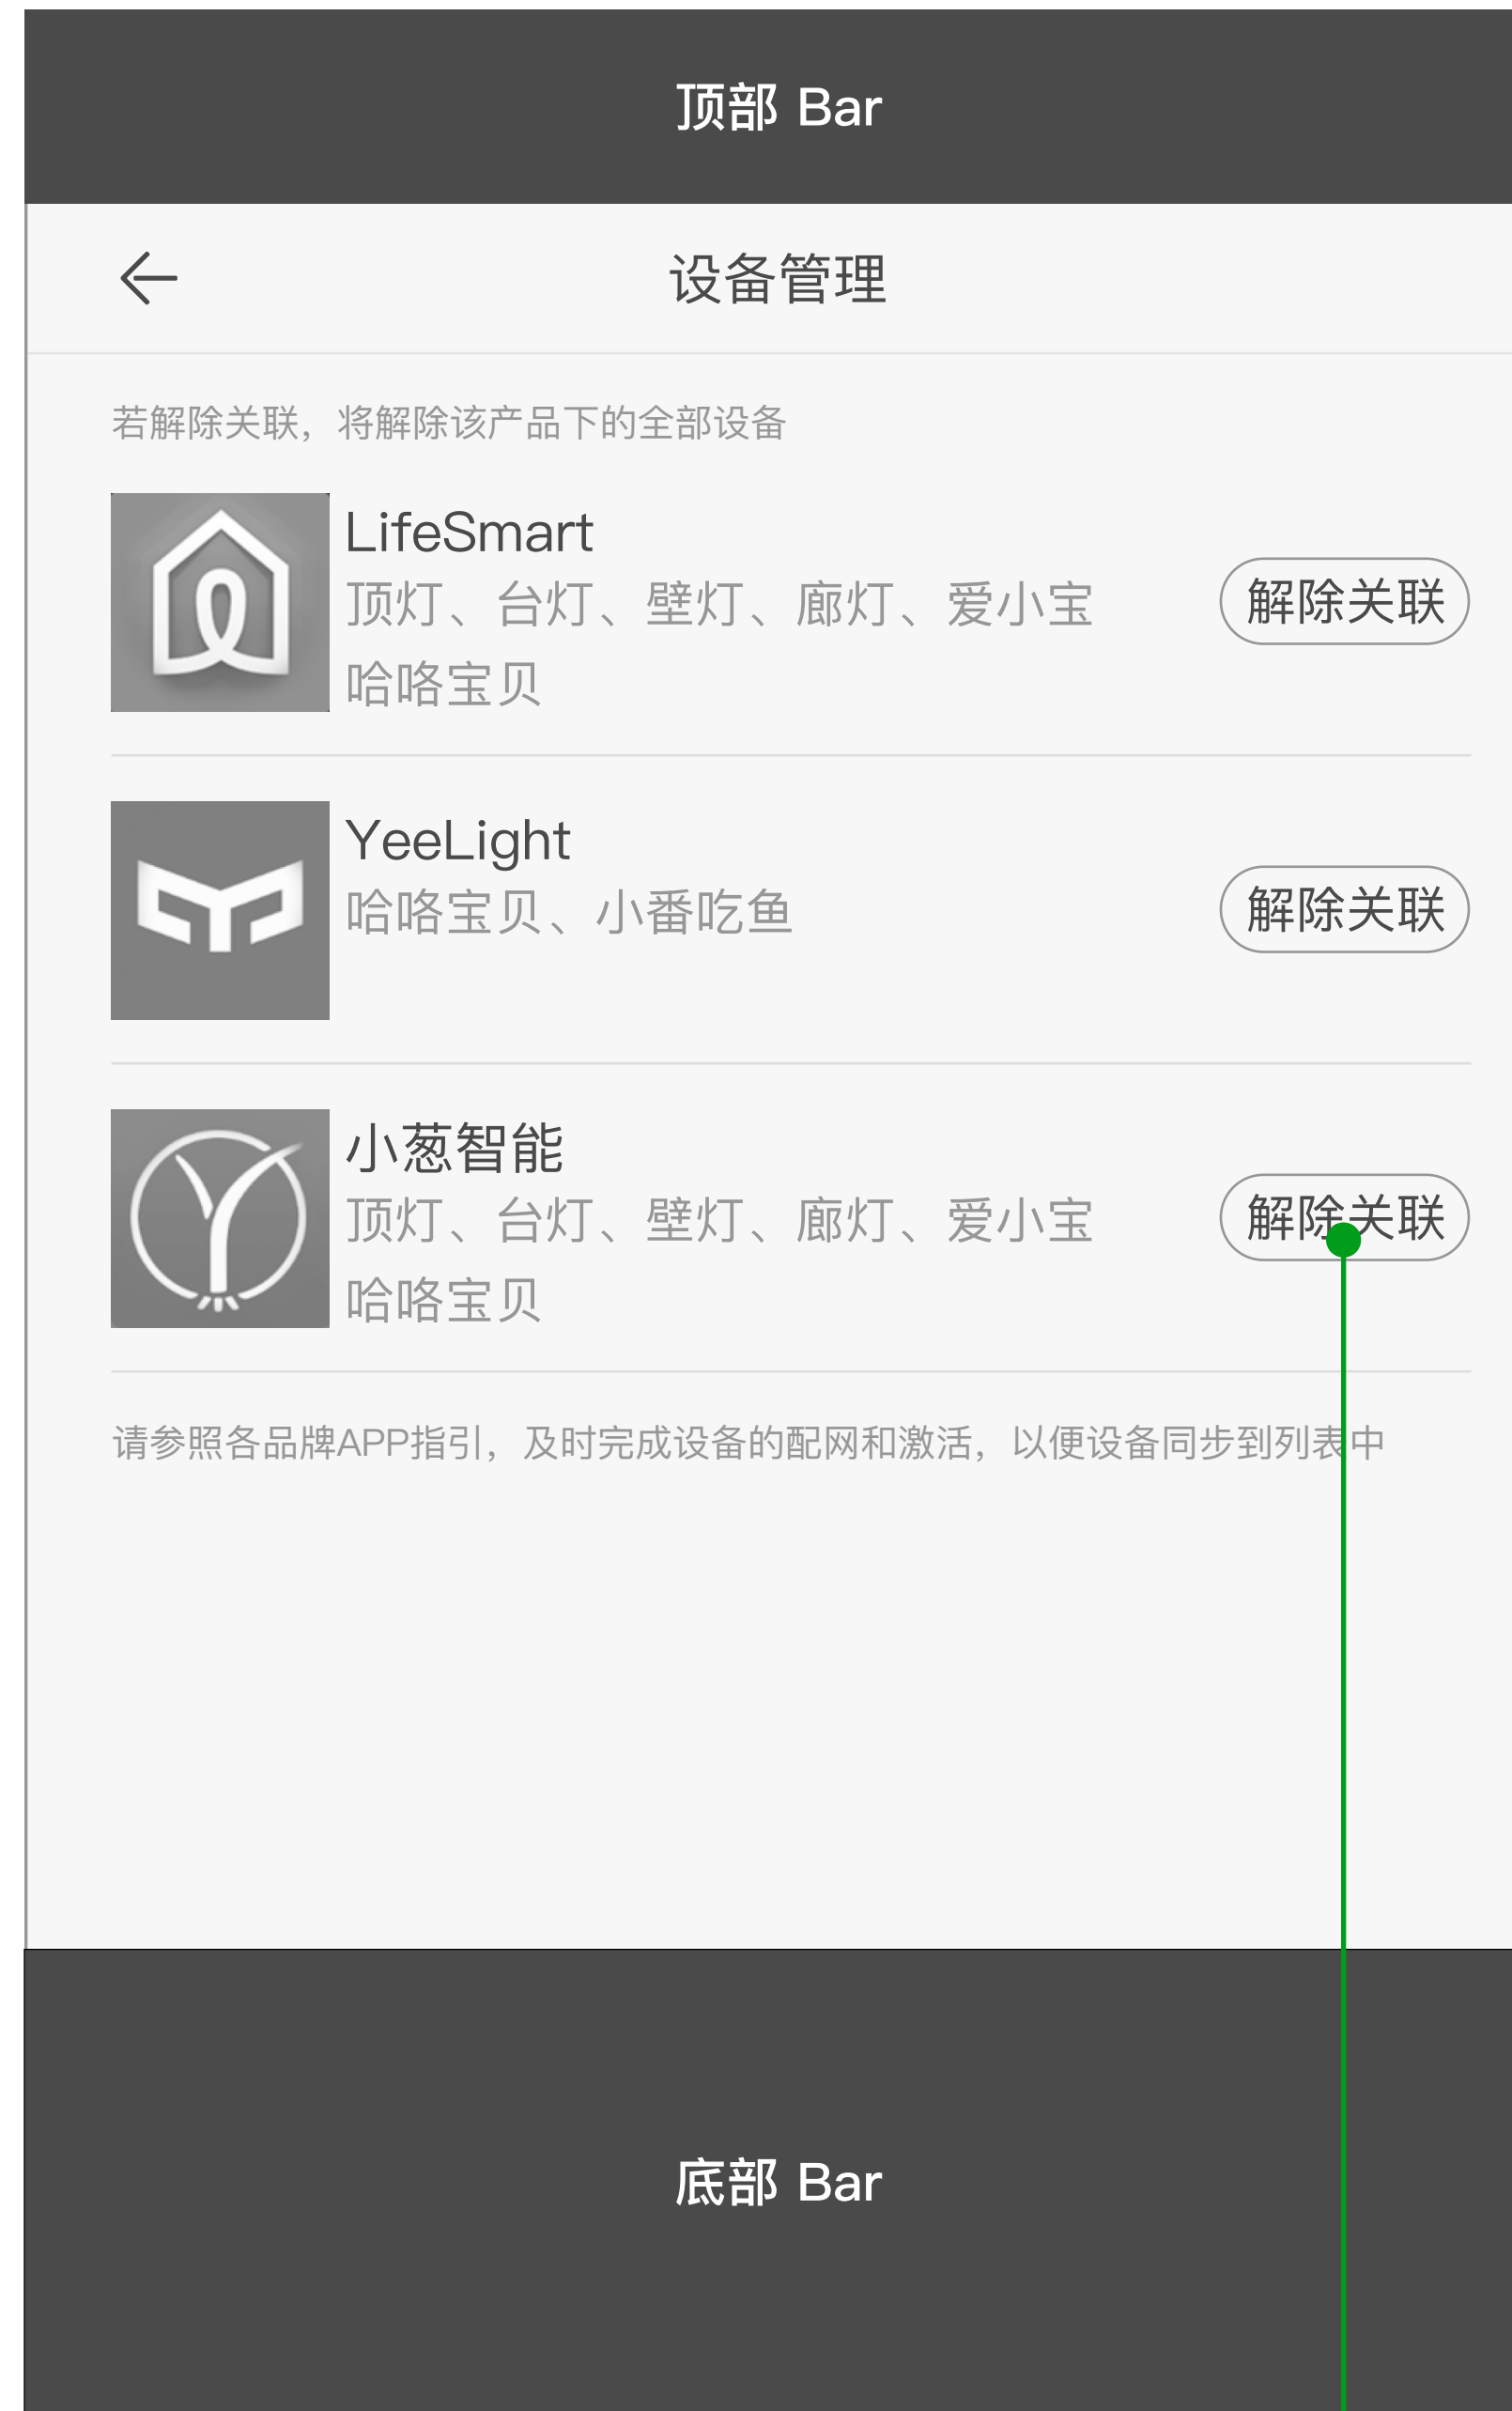 顶部 Bar
设备管理
若解除关联，将解除该产品下的全部设备
LifeSmart
顶灯、台灯、壁灯、廊灯、爱小宝
哈咯宝贝
解除关联
YeeLight
哈咯宝贝、小番吃鱼
解除关联
小葱智能
顶灯、台灯、壁灯、廊灯、爱小宝
哈咯宝贝
解除关联
请参照各品牌APP指引，及时完成设备的配网和激活，以便设备同步到列表中
底部 Bar